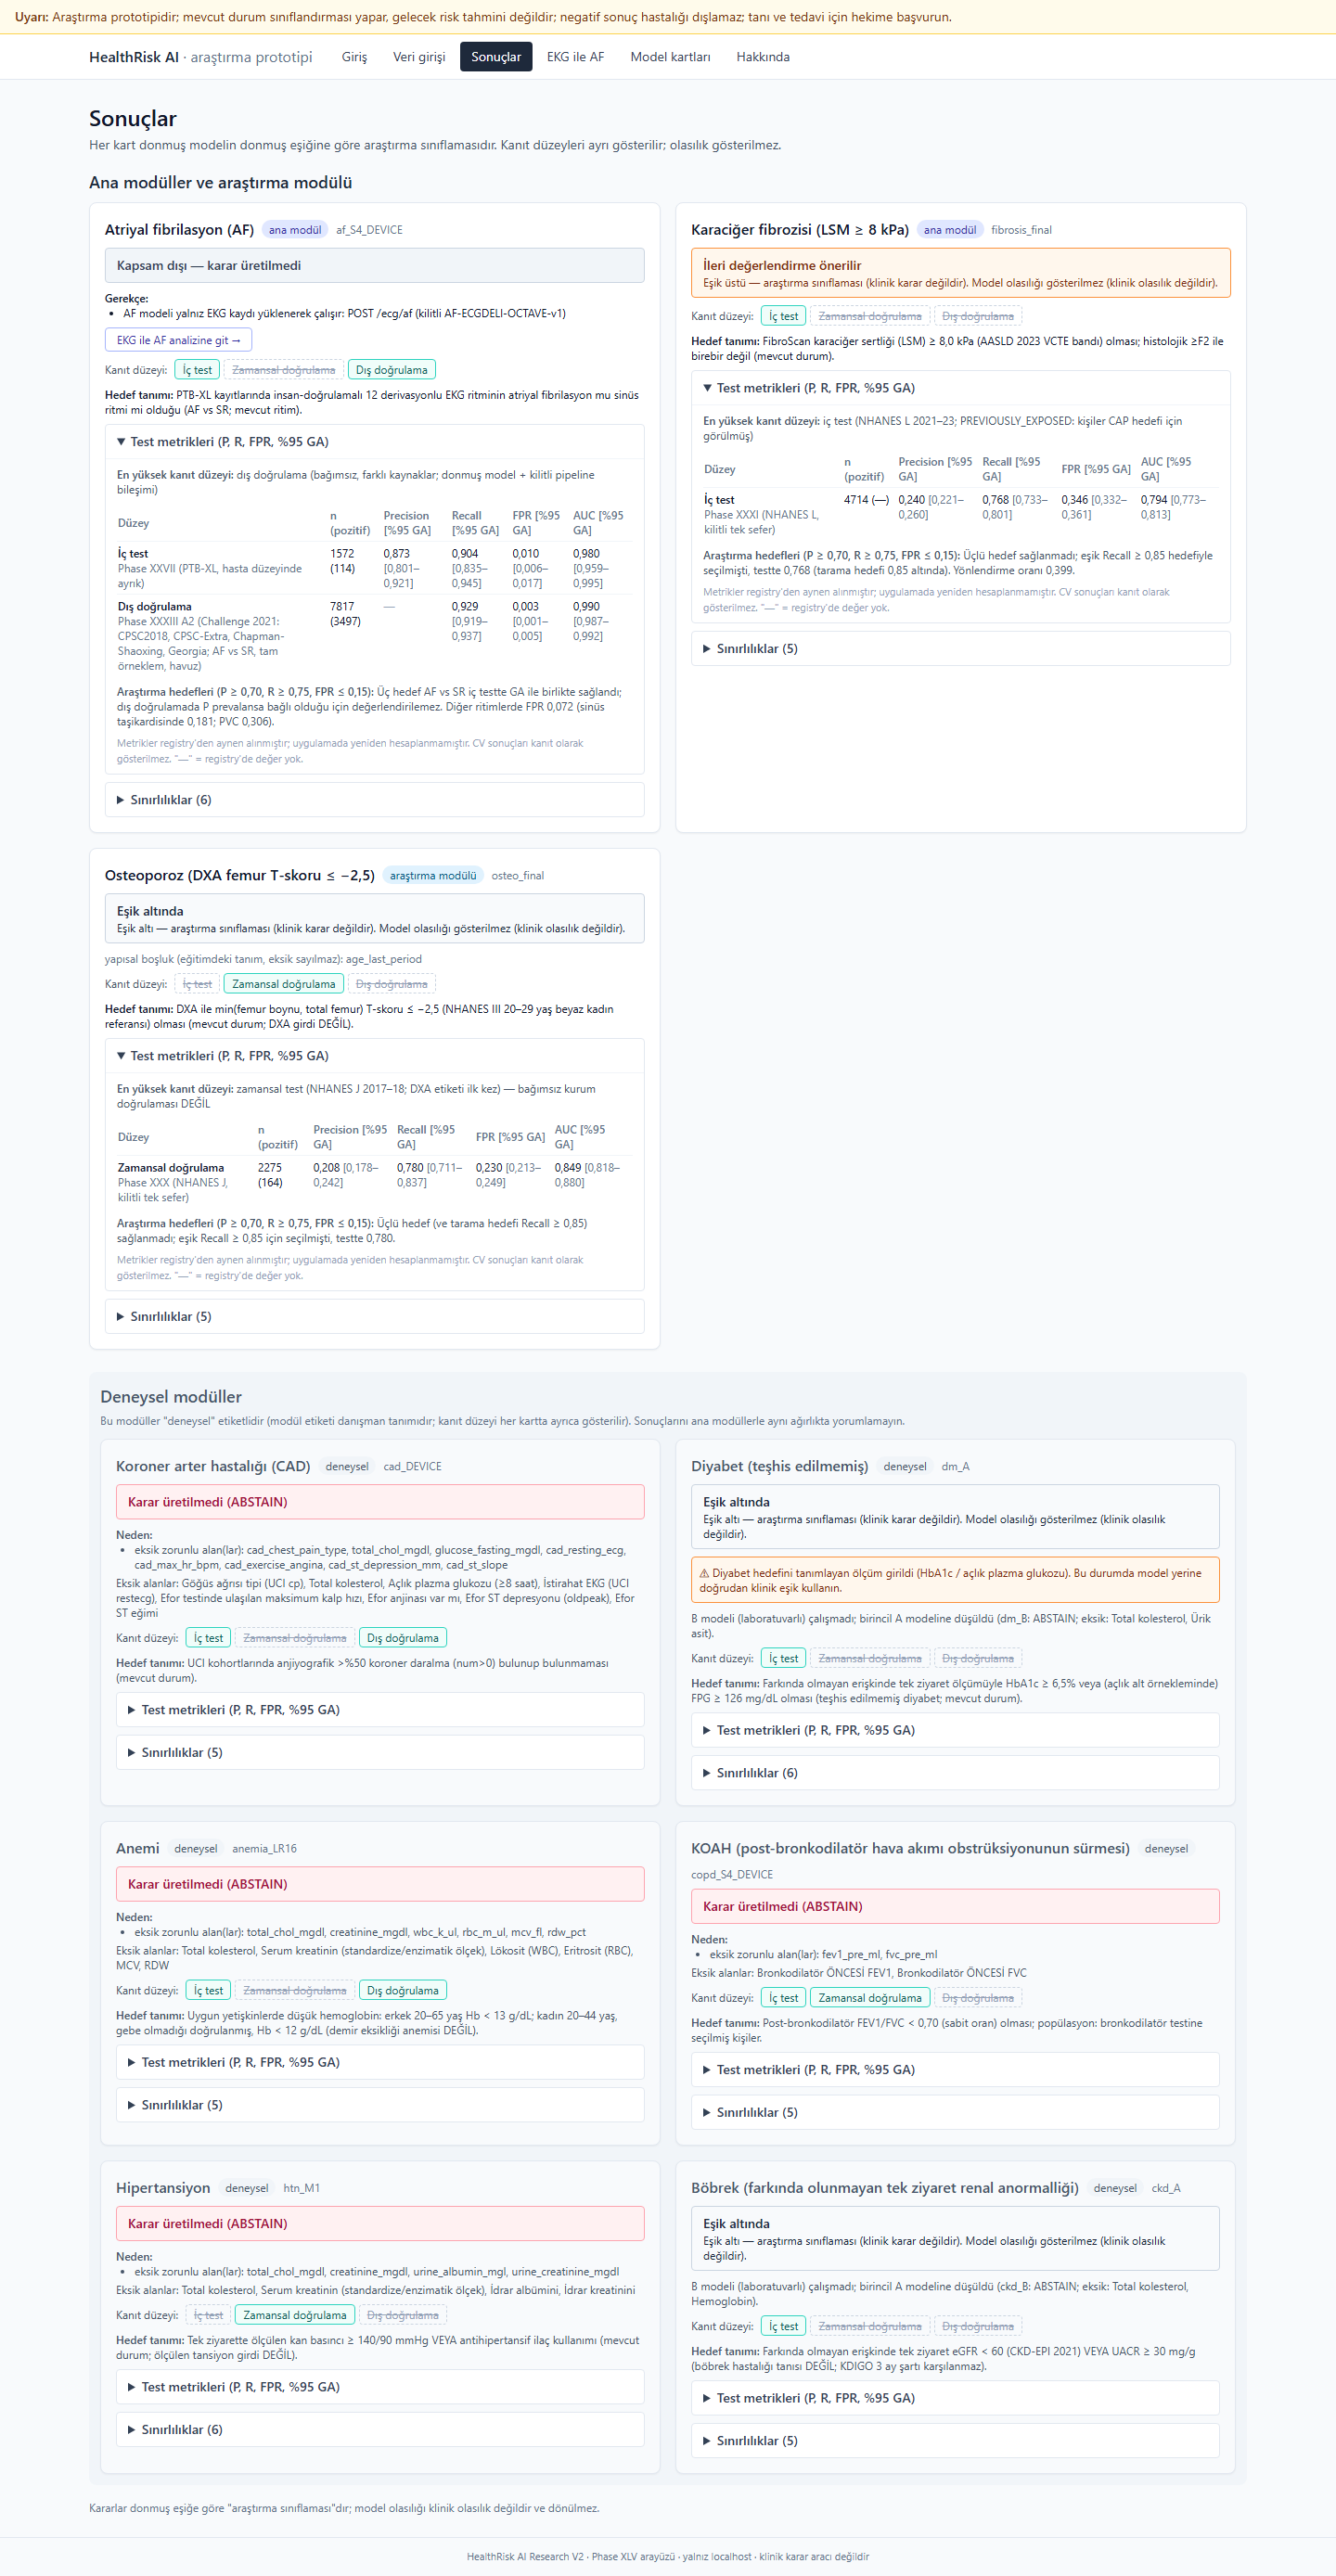 Uyarı: Araştırma prototipidir; mevcut durum sınıflandırması yapar, gelecek risk tahmini değildir; negatif sonuç hastalığı dışlamaz; tanı ve tedavi için hekime başvurun.
HealthRisk AI · araştırma prototipi
Giriş
Veri girişi
Sonuçlar
EKG ile AF
Model kartları
Hakkında
Sonuçlar
Her kart donmuş modelin donmuş eşiğine göre araştırma sınıflamasıdır. Kanıt düzeyleri ayrı gösterilir; olasılık gösterilmez.
Ana modüller ve araştırma modülü
Atriyal fibrilasyon (AF) ana modül af_S4_DEVICE
Kapsam dışı — karar üretilmedi
Gerekçe:
• AF modeli yalnız EKG kaydı yüklenerek çalışır: POST /ecg/af (kilitli AF-ECGDELI-OCTAVE-v1)
EKG ile AF analizine git →
Kanıt düzeyi: İç test Zamansal doğrulama Dış doğrulama
Hedef tanımı: PTB-XL kayıtlarında insan-doğrulamalı 12 derivasyonlu EKG ritminin atriyal fibrilasyon mu sinüs
ritmi mi olduğu (AF vs SR; mevcut ritim).
▼ Test metrikleri (P, R, FPR, %95 GA)
En yüksek kanıt düzeyi: dış doğrulama (bağımsız, farklı kaynaklar; donmuş model + kilitli pipeline
bileşimi)
Düzey n (pozitif) Precision [%95 GA] Recall [%95 GA] FPR [%95 GA] AUC [%95 GA]
İç test 1572 (114) 0,873 [0,801–0,921] 0,904 [0,835–0,945] 0,010 [0,006–0,017] 0,980 [0,959–0,995]
Phase XXVII (PTB-XL, hasta düzeyinde
ayrık)
Dış doğrulama 7817 (3497) — 0,929 [0,919–0,937] 0,003 [0,001–0,005] 0,990 [0,987–0,992]
Phase XXXIII A2 (Challenge 2021:
CPSC2018, CPSC-Extra, Chapman-
Shaoxing, Georgia; AF vs SR, tam
örneklem, havuz)
Araştırma hedefleri (P ≥ 0,70, R ≥ 0,75, FPR ≤ 0,15): Üç hedef AF vs SR iç testte GA ile birlikte sağlandı;
dış doğrulamada P prevalansa bağlı olduğu için değerlendirilemez. Diğer ritimlerde FPR 0,072 (sinüs
taşikardisinde 0,181; PVC 0,306).
Metrikler registry'den aynen alınmıştır; uygulamada yeniden hesaplanmamıştır. CV sonuçları kanıt olarak
gösterilmez. "—" = registry'de değer yok.
▶ Sınırlılıklar (6)
Karaciğer fibrozisi (LSM ≥ 8 kPa) ana modül fibrosis_final
İleri değerlendirme önerilir
Eşik üstü — araştırma sınıflaması (klinik karar değildir). Model olasılığı gösterilmez (klinik olasılık değildir).
Kanıt düzeyi: İç test Zamansal doğrulama Dış doğrulama
Hedef tanımı: FibroScan karaciğer sertliği (LSM) ≥ 8,0 kPa (AASLD 2023 VCTE bandı) olması; histolojik ≥F2 ile
birebir değil (mevcut durum).
▼ Test metrikleri (P, R, FPR, %95 GA)
En yüksek kanıt düzeyi: iç test (NHANES L 2021–23; PREVIOUSLY_EXPOSED: kişiler CAP hedefi için
görülmüş)
Düzey n (pozitif) Precision [%95 GA] Recall [%95 GA] FPR [%95 GA] AUC [%95 GA]
İç test 4714 (—) 0,240 [0,221–0,260] 0,768 [0,733–0,801] 0,346 [0,332–0,361] 0,794 [0,773–0,813]
Phase XXXI (NHANES L,
kilitli tek sefer)
Araştırma hedefleri (P ≥ 0,70, R ≥ 0,75, FPR ≤ 0,15): Üçlü hedef sağlanmadı; eşik Recall ≥ 0,85 hedefiyle
seçilmişti, testte 0,768 (tarama hedefi 0,85 altında). Yönlendirme oranı 0,399.
Metrikler registry'den aynen alınmıştır; uygulamada yeniden hesaplanmamıştır. CV sonuçları kanıt olarak
gösterilmez. "—" = registry'de değer yok.
▶ Sınırlılıklar (5)
Osteoporoz (DXA femur T-skoru ≤ −2,5) araştırma modülü osteo_final
Eşik altında
Eşik altı — araştırma sınıflaması (klinik karar değildir). Model olasılığı gösterilmez (klinik olasılık değildir).
yapısal boşluk (eğitimdeki tanım, eksik sayılmaz): age_last_period
Kanıt düzeyi: İç test Zamansal doğrulama Dış doğrulama
Hedef tanımı: DXA ile min(femur boynu, total femur) T-skoru ≤ −2,5 (NHANES III 20–29 yaş beyaz kadın
referansı) olması (mevcut durum; DXA girdi DEĞİL).
▼ Test metrikleri (P, R, FPR, %95 GA)
En yüksek kanıt düzeyi: zamansal test (NHANES J 2017–18; DXA etiketi ilk kez) — bağımsız kurum
doğrulaması DEĞİL
Düzey n (pozitif) Precision [%95 GA] Recall [%95 GA] FPR [%95 GA] AUC [%95 GA]
Zamansal doğrulama 2275 (164) 0,208 [0,178–0,242] 0,780 [0,711–0,837] 0,230 [0,213–0,249] 0,849 [0,818–0,880]
Phase XXX (NHANES J,
kilitli tek sefer)
Araştırma hedefleri (P ≥ 0,70, R ≥ 0,75, FPR ≤ 0,15): Üçlü hedef (ve tarama hedefi Recall ≥ 0,85)
sağlanmadı; eşik Recall ≥ 0,85 için seçilmişti, testte 0,780.
Metrikler registry'den aynen alınmıştır; uygulamada yeniden hesaplanmamıştır. CV sonuçları kanıt olarak
gösterilmez. "—" = registry'de değer yok.
▶ Sınırlılıklar (5)
Deneysel modüller
Bu modüller "deneysel" etiketlidir (modül etiketi danışman tanımıdır; kanıt düzeyi her kartta ayrıca gösterilir). Sonuçlarını ana modüllerle aynı ağırlıkta yorumlamayın.
Koroner arter hastalığı (CAD) deneysel cad_DEVICE
Karar üretilmedi (ABSTAIN)
Neden:
• eksik zorunlu alan(lar): cad_chest_pain_type, total_chol_mgdl, glucose_fasting_mgdl, cad_resting_ecg,
cad_max_hr_bpm, cad_exercise_angina, cad_st_depression_mm, cad_st_slope
Eksik alanlar: Göğüs ağrısı tipi (UCI cp), Total kolesterol, Açlık plazma glukozu (≥8 saat), İstirahat EKG (UCI
restecg), Efor testinde ulaşılan maksimum kalp hızı, Efor anjinası var mı, Efor ST depresyonu (oldpeak), Efor
ST eğimi
Kanıt düzeyi: İç test Zamansal doğrulama Dış doğrulama
Hedef tanımı: UCI kohortlarında anjiyografik >%50 koroner daralma (num>0) bulunup bulunmaması
(mevcut durum).
▶ Test metrikleri (P, R, FPR, %95 GA)
▶ Sınırlılıklar (5)
Diyabet (teşhis edilmemiş) deneysel dm_A
Eşik altında
Eşik altı — araştırma sınıflaması (klinik karar değildir). Model olasılığı gösterilmez (klinik olasılık
değildir).
⚠ Diyabet hedefini tanımlayan ölçüm girildi (HbA1c / açlık plazma glukozu). Bu durumda model yerine
doğrudan klinik eşik kullanın.
B modeli (laboratuvarlı) çalışmadı; birincil A modeline düşüldü (dm_B: ABSTAIN; eksik: Total kolesterol, Ürik
asit).
Kanıt düzeyi: İç test Zamansal doğrulama Dış doğrulama
Hedef tanımı: Farkında olmayan erişkinde tek ziyaret ölçümüyle HbA1c ≥ 6,5% veya (açlık alt örnekleminde)
FPG ≥ 126 mg/dL olması (teşhis edilmemiş diyabet; mevcut durum).
▶ Test metrikleri (P, R, FPR, %95 GA)
▶ Sınırlılıklar (6)
Anemi deneysel anemia_LR16
Karar üretilmedi (ABSTAIN)
Neden:
• eksik zorunlu alan(lar): total_chol_mgdl, creatinine_mgdl, wbc_k_ul, rbc_m_ul, mcv_fl, rdw_pct
Eksik alanlar: Total kolesterol, Serum kreatinin (standardize/enzimatik ölçek), Lökosit (WBC), Eritrosit (RBC),
MCV, RDW
Kanıt düzeyi: İç test Zamansal doğrulama Dış doğrulama
Hedef tanımı: Uygun yetişkinlerde düşük hemoglobin: erkek 20–65 yaş Hb < 13 g/dL; kadın 20–44 yaş,
gebe olmadığı doğrulanmış, Hb < 12 g/dL (demir eksikliği anemisi DEĞİL).
▶ Test metrikleri (P, R, FPR, %95 GA)
▶ Sınırlılıklar (5)
KOAH (post-bronkodilatör hava akımı obstrüksiyonunun sürmesi) deneysel
copd_S4_DEVICE
Karar üretilmedi (ABSTAIN)
Neden:
• eksik zorunlu alan(lar): fev1_pre_ml, fvc_pre_ml
Eksik alanlar: Bronkodilatör ÖNCESİ FEV1, Bronkodilatör ÖNCESİ FVC
Kanıt düzeyi: İç test Zamansal doğrulama Dış doğrulama
Hedef tanımı: Post-bronkodilatör FEV1/FVC < 0,70 (sabit oran) olması; popülasyon: bronkodilatör testine
seçilmiş kişiler.
▶ Test metrikleri (P, R, FPR, %95 GA)
▶ Sınırlılıklar (5)
Hipertansiyon deneysel htn_M1
Karar üretilmedi (ABSTAIN)
Neden:
• eksik zorunlu alan(lar): total_chol_mgdl, creatinine_mgdl, urine_albumin_mgl, urine_creatinine_mgdl
Eksik alanlar: Total kolesterol, Serum kreatinin (standardize/enzimatik ölçek), İdrar albümini, İdrar kreatinini
Kanıt düzeyi: İç test Zamansal doğrulama Dış doğrulama
Hedef tanımı: Tek ziyarette ölçülen kan basıncı ≥ 140/90 mmHg VEYA antihipertansif ilaç kullanımı (mevcut
durum; ölçülen tansiyon girdi DEĞİL).
▶ Test metrikleri (P, R, FPR, %95 GA)
▶ Sınırlılıklar (6)
Böbrek (farkında olunmayan tek ziyaret renal anormalliği) deneysel ckd_A
Eşik altında
Eşik altı — araştırma sınıflaması (klinik karar değildir). Model olasılığı gösterilmez (klinik olasılık
değildir).
B modeli (laboratuvarlı) çalışmadı; birincil A modeline düşüldü (ckd_B: ABSTAIN; eksik: Total kolesterol,
Hemoglobin).
Kanıt düzeyi: İç test Zamansal doğrulama Dış doğrulama
Hedef tanımı: Farkında olmayan erişkinde tek ziyaret eGFR < 60 (CKD-EPI 2021) VEYA UACR ≥ 30 mg/g
(böbrek hastalığı tanısı DEĞİL; KDIGO 3 ay şartı karşılanmaz).
▶ Test metrikleri (P, R, FPR, %95 GA)
▶ Sınırlılıklar (5)
Kararlar donmuş eşiğe göre "araştırma sınıflaması"dır; model olasılığı klinik olasılık değildir ve dönülmez.
HealthRisk AI Research V2 · Phase XLV arayüzü · yalnız localhost · klinik karar aracı değildir